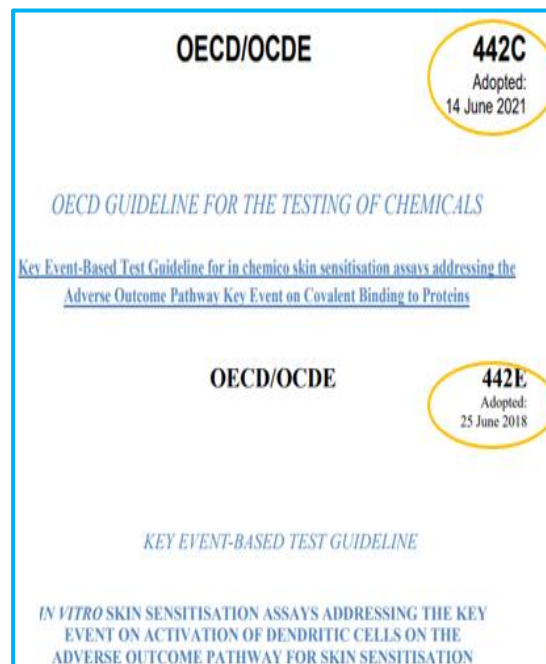 OECD/OCDE 442C
Adopted:
14 June 2021
OECD GUIDELINE FOR THE TESTING OF CHEMICALS
Key Event-Based Test Guideline for in chemico skin sensitisation assays addressing the
Adverse Outcome Pathway Key Event on Covalent Binding to Proteins
OECD/OCDE 442E
Adopted:
25 June 2018
KEY EVENT-BASED TEST GUIDELINE
IN VITRO SKIN SENSITISATION ASSAYS ADDRESSING THE KEY
EVENT ON ACTIVATION OF DENDRITIC CELLS ON THE
ADVERSE OUTCOME PATHWAY FOR SKIN SENSITISATION